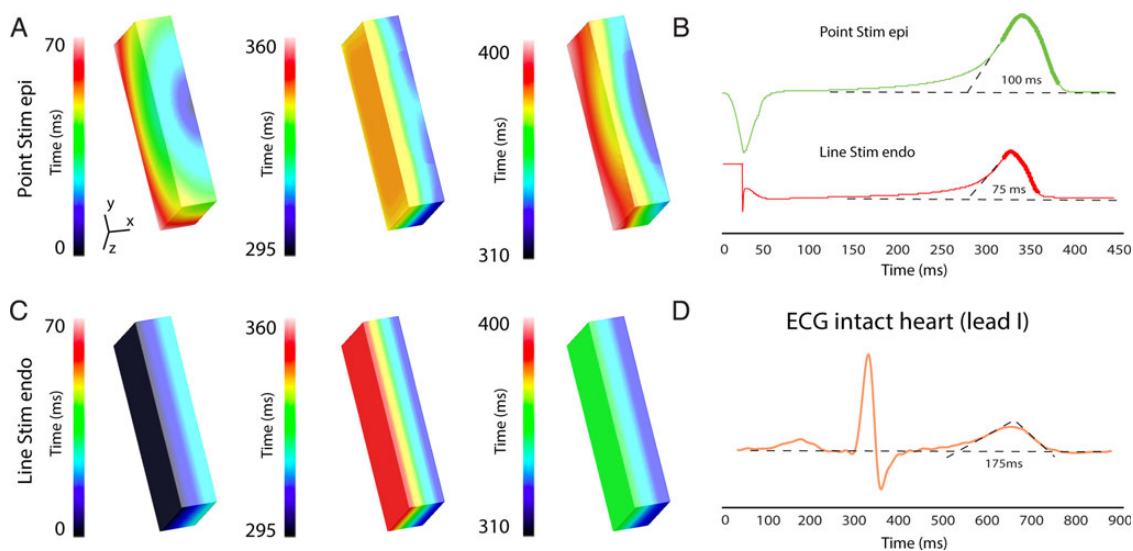 A
Point Stim epi
70
Time (ms)
0
y
x
z
360
Time (ms)
295
400
Time (ms)
310
B
Point Stim epi
100 ms
Line Stim endo
75 ms
0 50 100 150 200 250 300 350 400 450
Time (ms)
C
Line Stim endo
70
Time (ms)
0
360
Time (ms)
295
400
Time (ms)
310
D
ECG intact heart (lead I)
175ms
0 100 200 300 400 500 600 700 800 900
Time (ms)